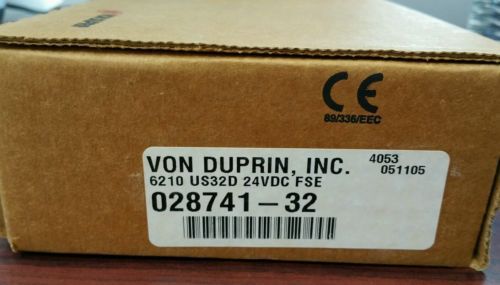 CE
89/336/EEC
VON DUPRIN, INC.
4053
051105
6210 US32D 24VDC FSE
028741-32